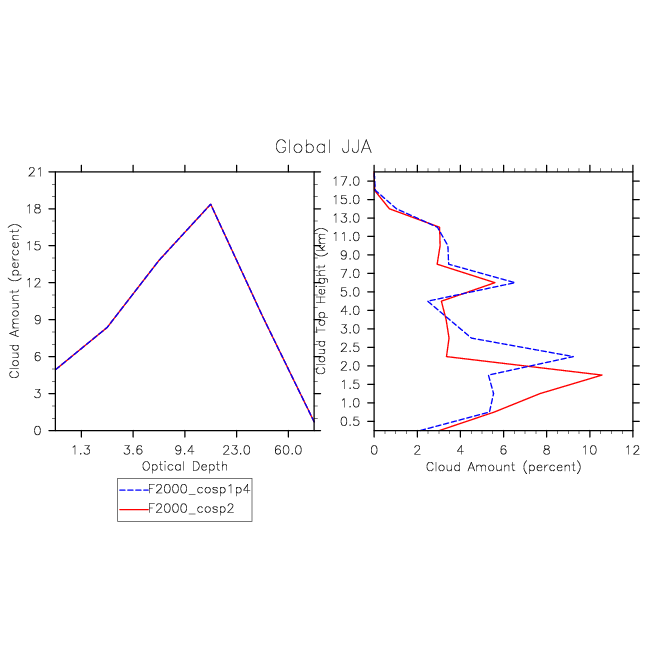 Global JJA
Cloud Amount (percent)
21
18
15
12
9
6
3
0
1.3 3.6 9.4 23.0 60.0
Optical Depth
Cloud Top Height (km)
17.0
15.0
13.0
11.0
9.0
7.0
5.0
4.0
3.0
2.5
2.0
1.5
1.0
0.5
0 2 4 6 8 10 12
Cloud Amount (percent)
F2000_cosp1p4
F2000_cosp2